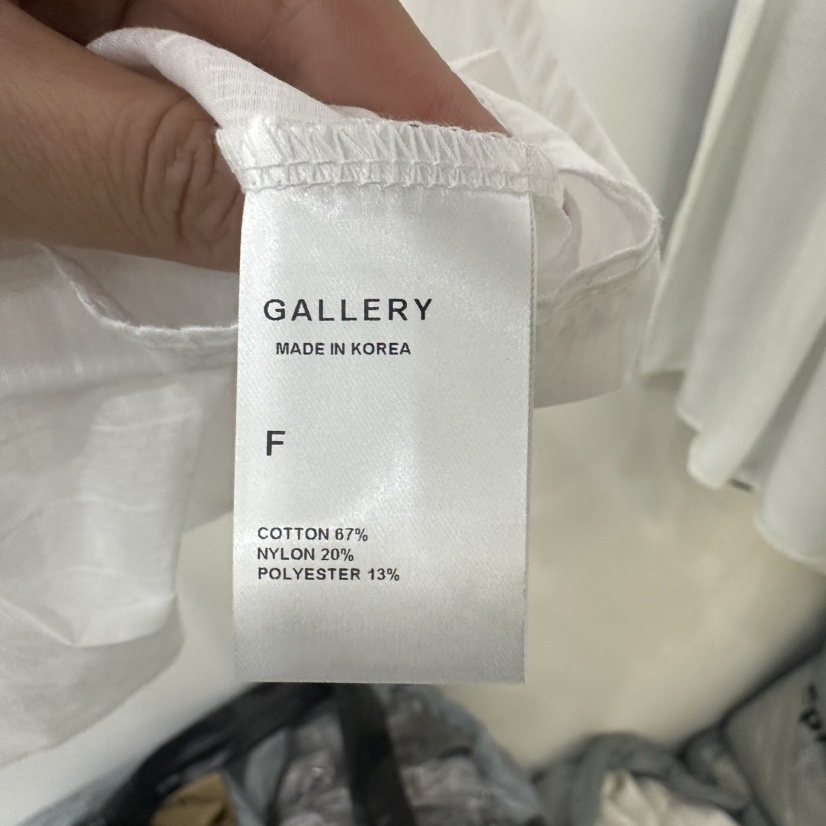 GALLERY
MADE IN KOREA
F
COTTON 67%
NYLON 20%
POLYESTER 13%